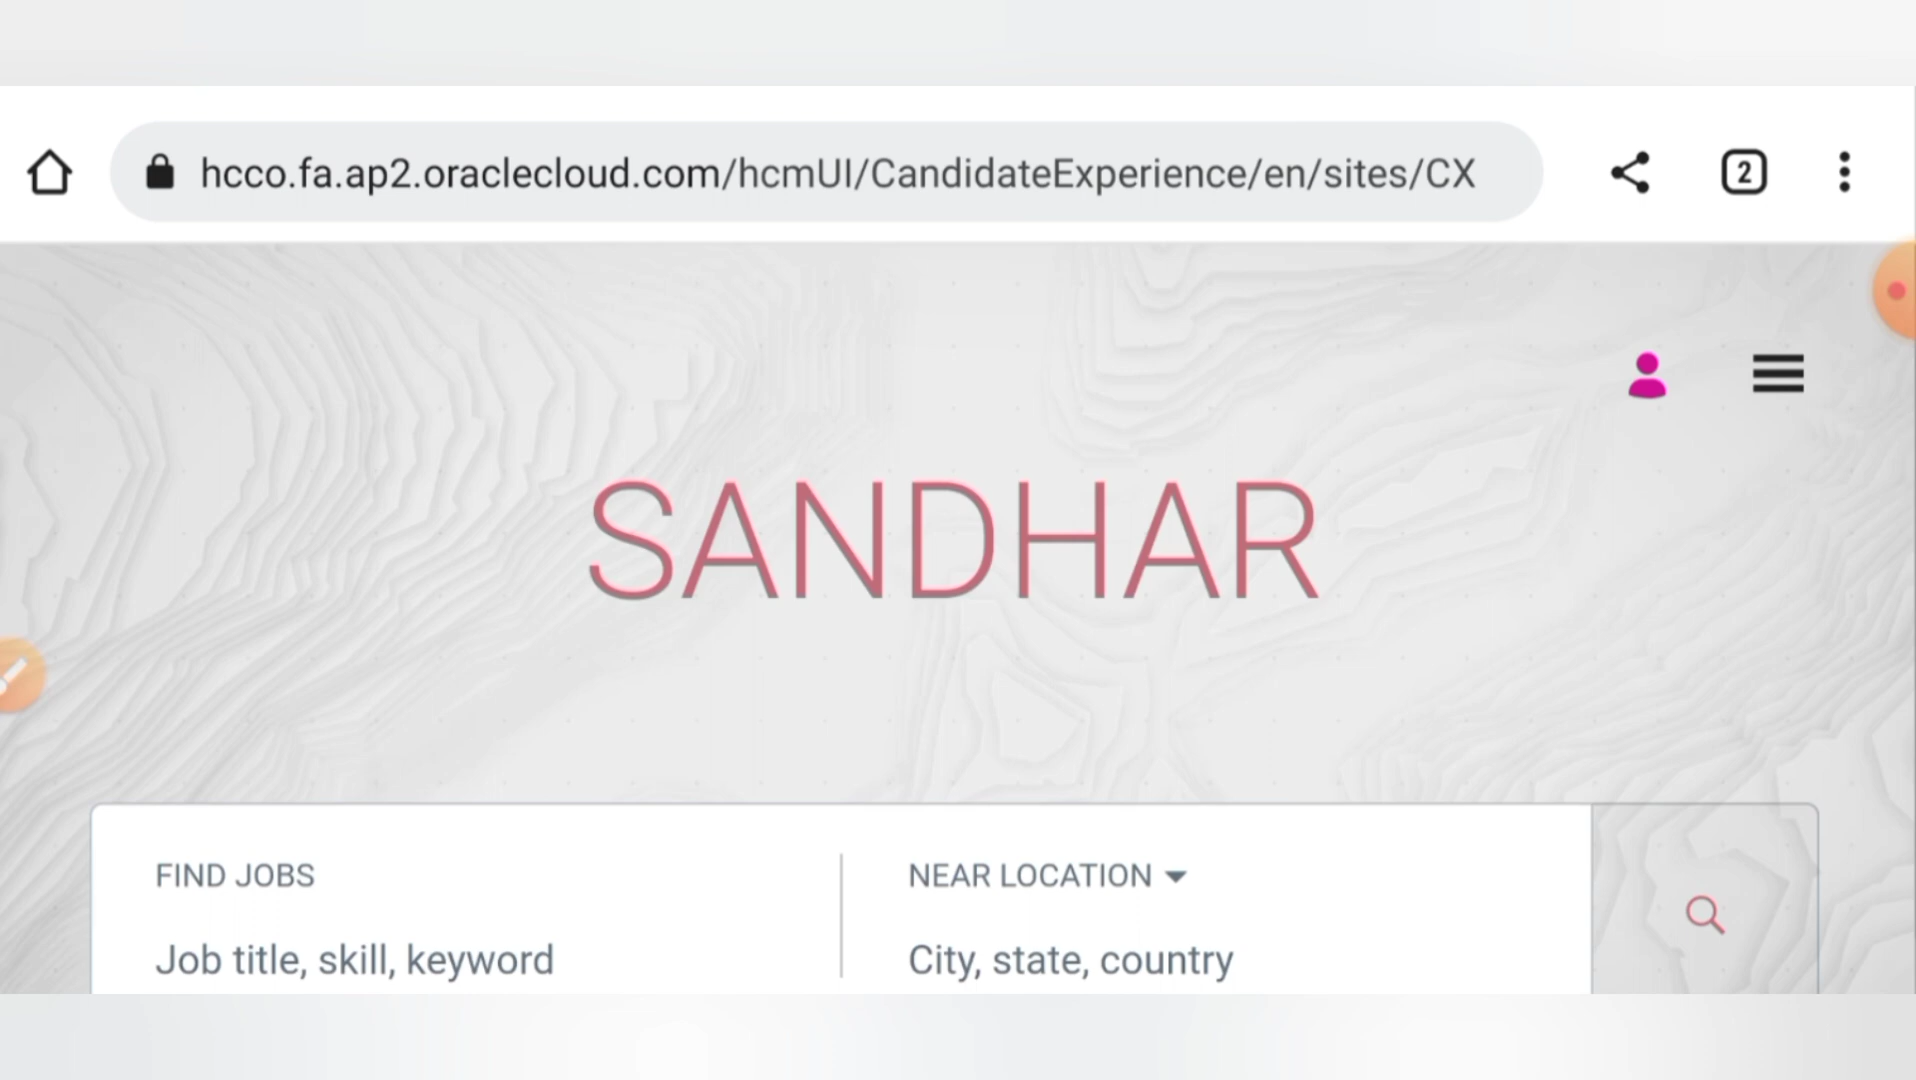 hcco.fa.ap2.oraclecloud.com/hcmUI/CandidateExperience/en/sites/CX
2
SANDHAR
FIND JOBS
NEAR LOCATION
Job title, skill, keyword
City, state, country